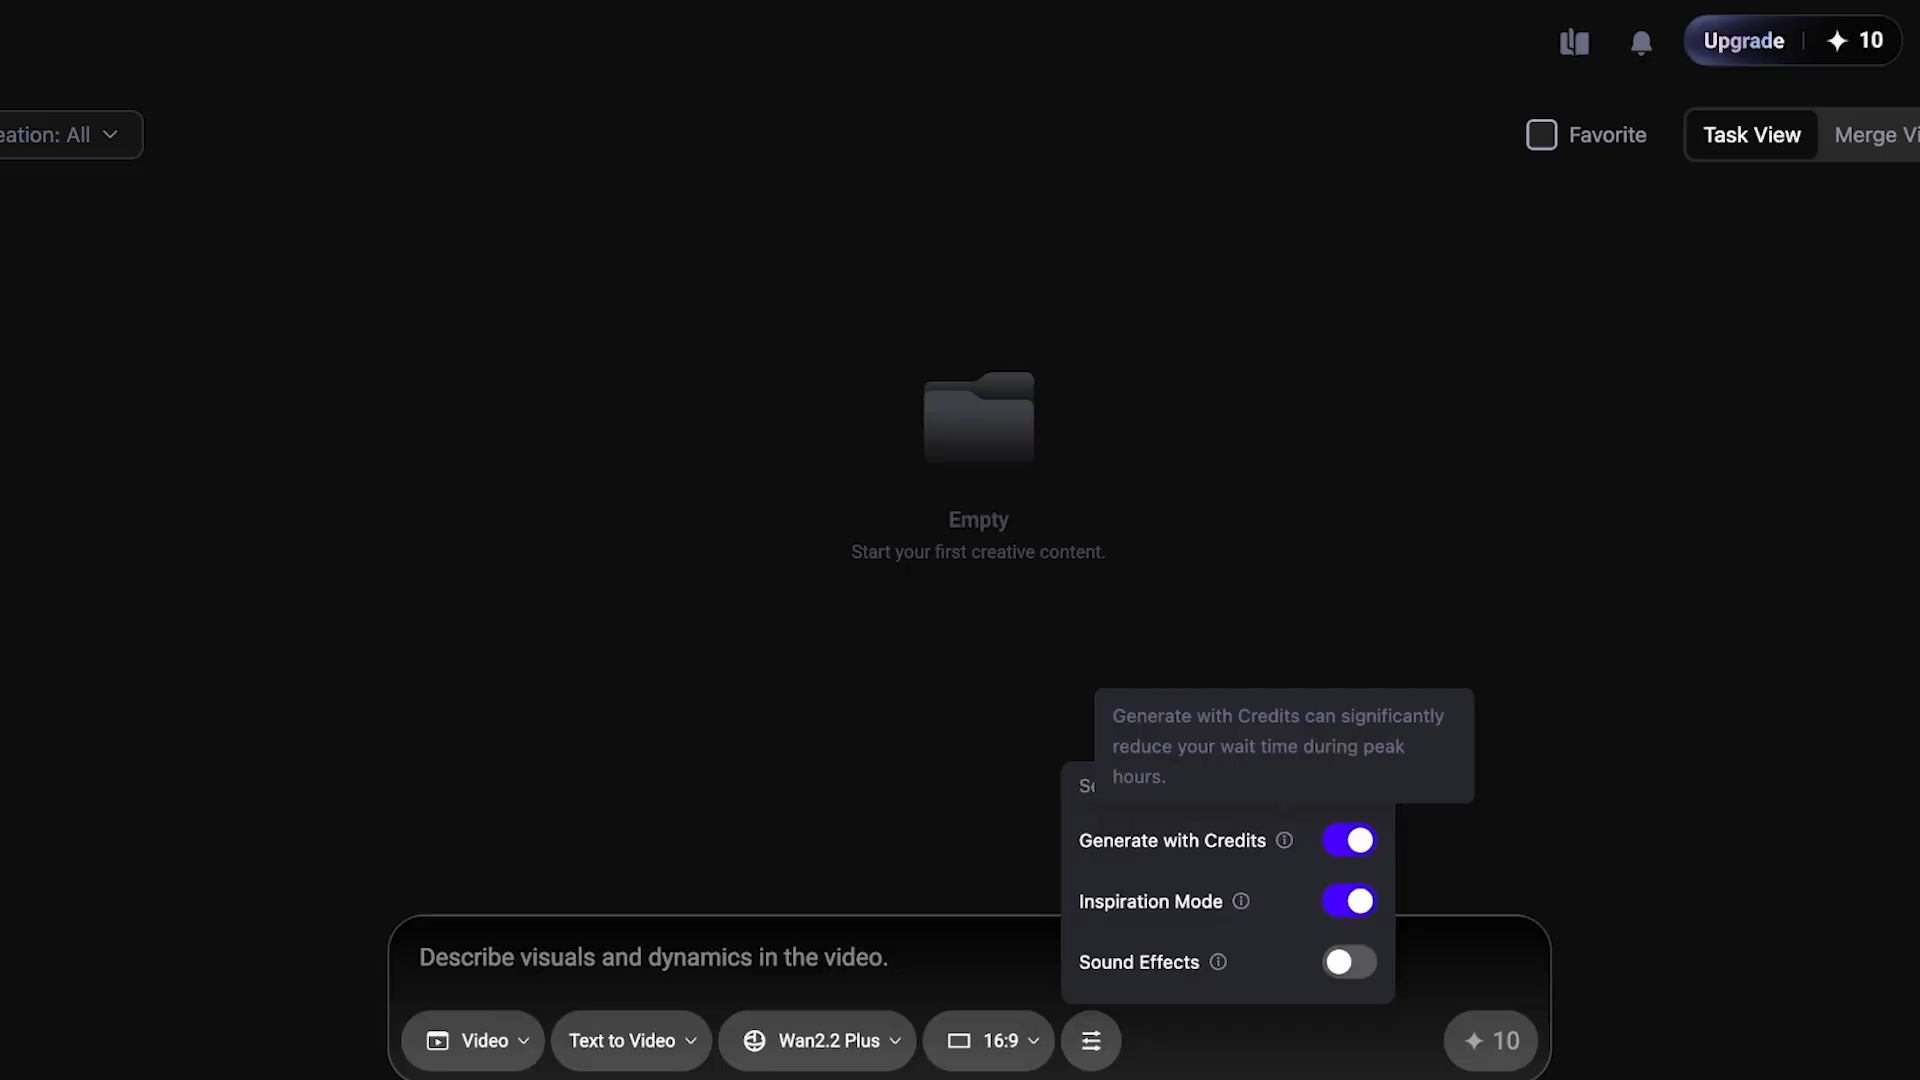 Upgrade 10
eation: All
Favorite
Task View
Merge Vi
Empty
Start your first creative content.
Generate with Credits can significantly
reduce your wait time during peak
hours.
Se
Generate with Credits
Inspiration Mode
Sound Effects
Describe visuals and dynamics in the video.
Video
Text to Video
Wan2.2 Plus
16:9
10